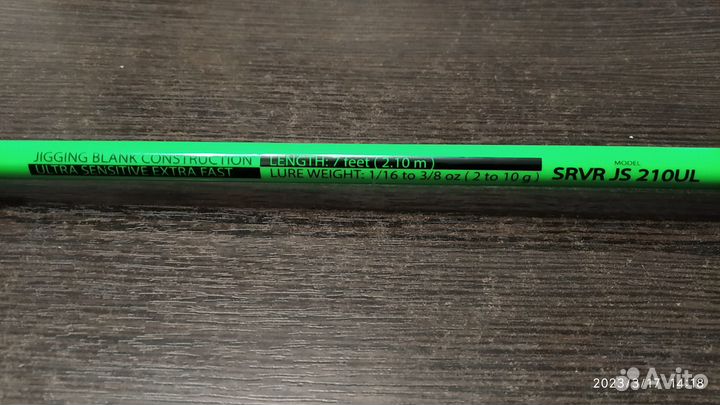 JIGGING BLANK CONSTRUCTION
ULTRA SENSITIVE EXTRA FAST
LENGTH: 7 feet ( 2.10 m )
LURE WEIGHT: 1/16 to 3/8 oz ( 2 to 10 g )
MODEL
SRVR JS 210UL
2023/3/17 14:18
Avito